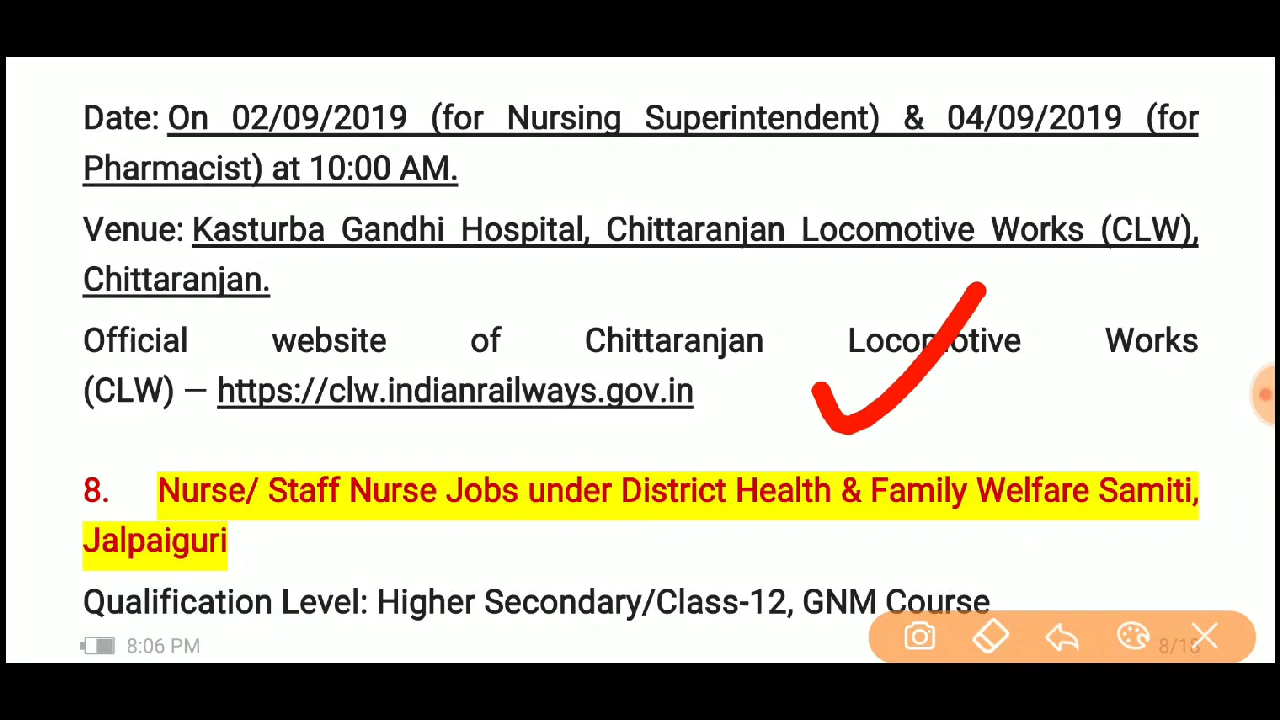 Date: On 02/09/2019 (for Nursing Superintendent) & 04/09/2019 (for
Pharmacist) at 10:00 AM.
Venue: Kasturba Gandhi Hospital, Chittaranjan Locomotive Works (CLW),
Chittaranjan.
Official website of Chittaranjan Locomotive Works
(CLW) – https://clw.indianrailways.gov.in
8. Nurse/ Staff Nurse Jobs under District Health & Family Welfare Samiti,
Jalpaiguri
Qualification Level: Higher Secondary/Class-12, GNM Course
8:06 PM